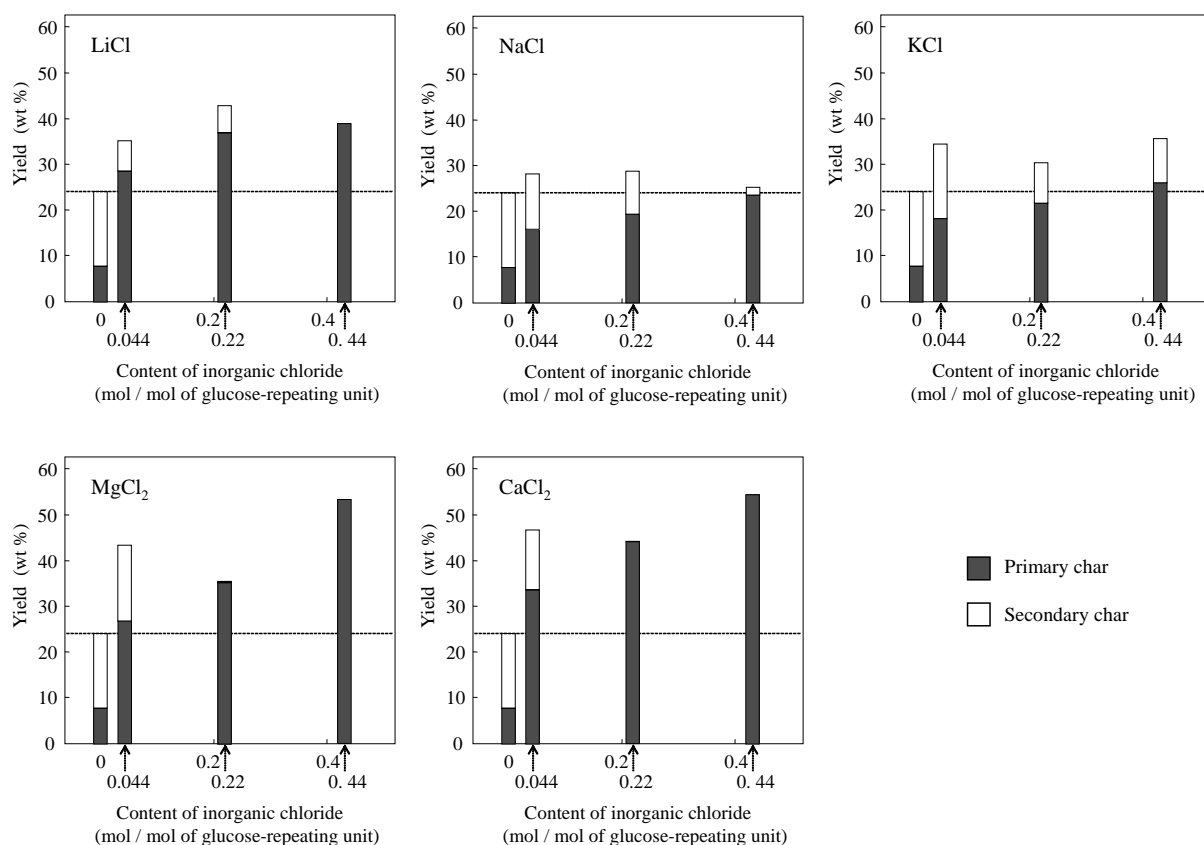 LiCl
Yield (wt %)
60
50
40
30
20
10
0
0
0.2
0.4
0.044
0.22
0. 44
Content of inorganic chloride
(mol / mol of glucose-repeating unit)
NaCl
Yield (wt %)
60
50
40
30
20
10
0
0
0.2
0.4
0.044
0.22
0. 44
Content of inorganic chloride
(mol / mol of glucose-repeating unit)
KCl
Yield (wt %)
60
50
40
30
20
10
0
0
0.2
0.4
0.044
0.22
0. 44
Content of inorganic chloride
(mol / mol of glucose-repeating unit)
MgCl₂
Yield (wt %)
60
50
40
30
20
10
0
0
0.2
0.4
0.044
0.22
0. 44
Content of inorganic chloride
(mol / mol of glucose-repeating unit)
CaCl₂
Yield (wt %)
60
50
40
30
20
10
0
0
0.2
0.4
0.044
0.22
0. 44
Content of inorganic chloride
(mol / mol of glucose-repeating unit)
Primary char
Secondary char